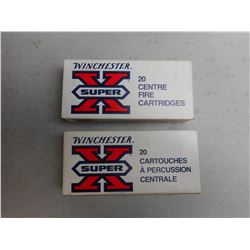 WINCHESTER
SUPER X
20
CENTRE
FIRE
CARTRIDGES
WINCHESTER
SUPER X
20
CARTOUCHES
À PERCUSSION
CENTRALE